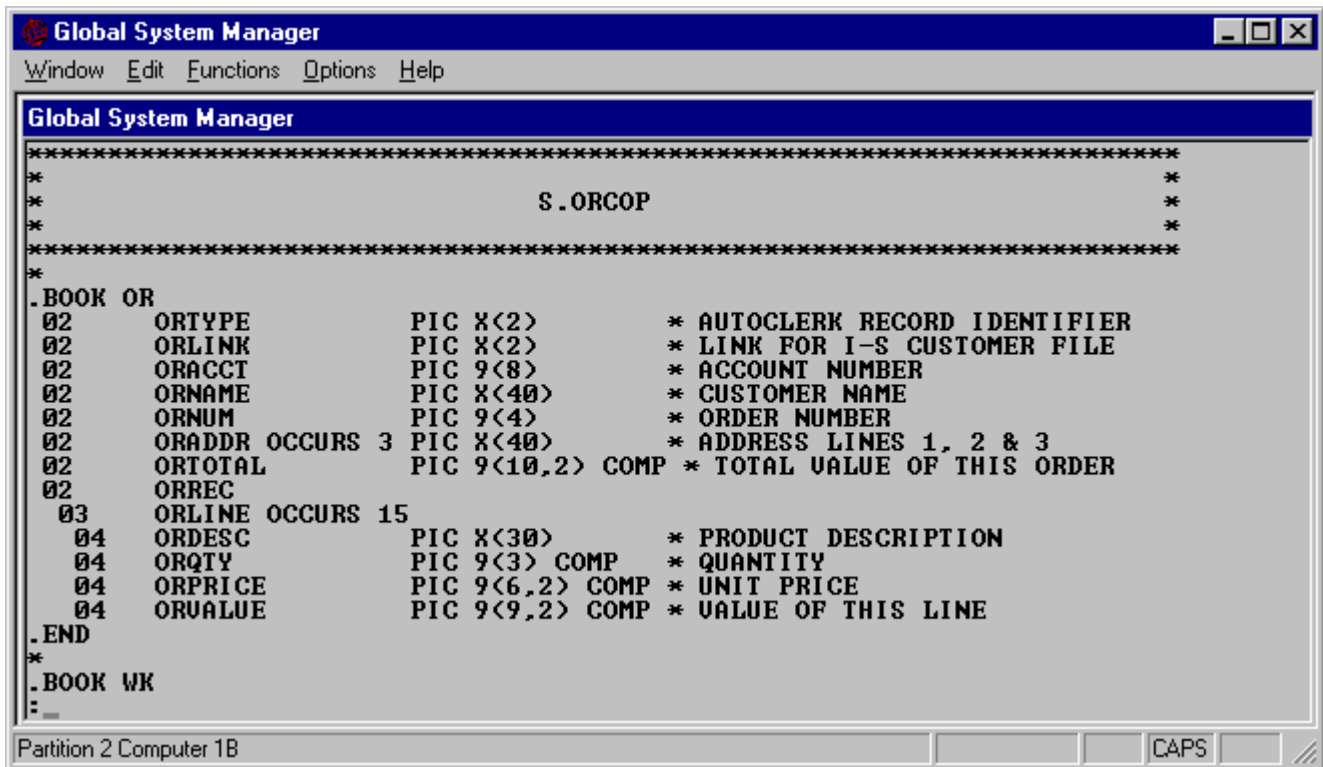 Global System Manager
Window Edit Functions Options Help
Global System Manager
************************************************************************
* *
* S.ORCOP *
* *
************************************************************************
*
.BOOK OR
02 ORTYPE PIC X(2) * AUTOCLERK RECORD IDENTIFIER
02 ORLINK PIC X(2) * LINK FOR I-S CUSTOMER FILE
02 ORACCT PIC 9(8) * ACCOUNT NUMBER
02 ORNAME PIC X(40) * CUSTOMER NAME
02 ORNUM PIC 9(4) * ORDER NUMBER
02 ORADDR OCCURS 3 PIC X(40) * ADDRESS LINES 1, 2 & 3
02 ORTOTAL PIC 9(10,2) COMP * TOTAL VALUE OF THIS ORDER
02 ORREC
03 ORLINE OCCURS 15
04 ORDESC PIC X(30) * PRODUCT DESCRIPTION
04 ORQTY PIC 9(3) COMP * QUANTITY
04 ORPRICE PIC 9(6,2) COMP * UNIT PRICE
04 ORVALUE PIC 9(9,2) COMP * VALUE OF THIS LINE
.END
*
.BOOK WK
:_
Partition 2 Computer 1B CAPS